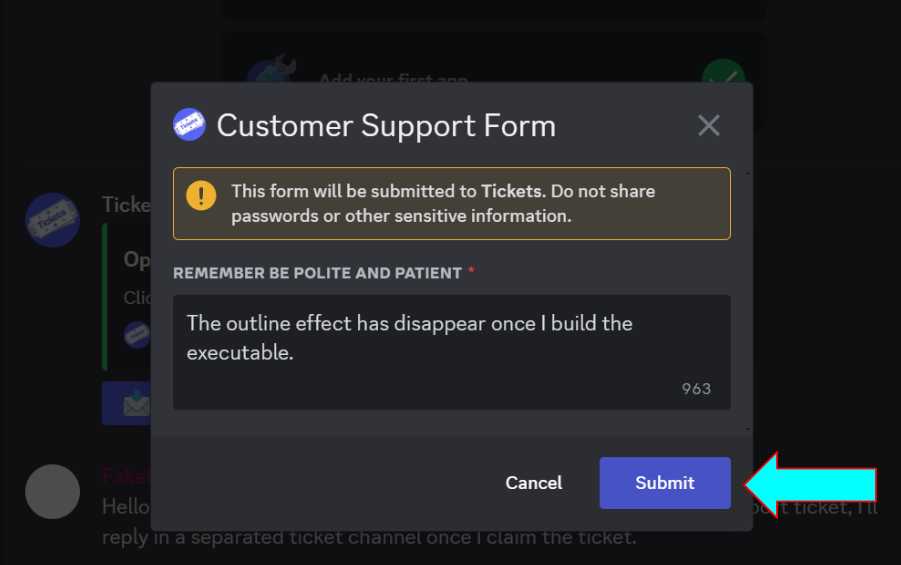 Add your first app
Customer Support Form
This form will be submitted to Tickets. Do not share
passwords or other sensitive information.
Ticke
Op
Clic
REMEMBER BE POLITE AND PATIENT *
The outline effect has disappear once I build the
executable.
963
Cancel
Submit
Hello
ticket, I'll
reply in a separated ticket channel once I claim the ticket.